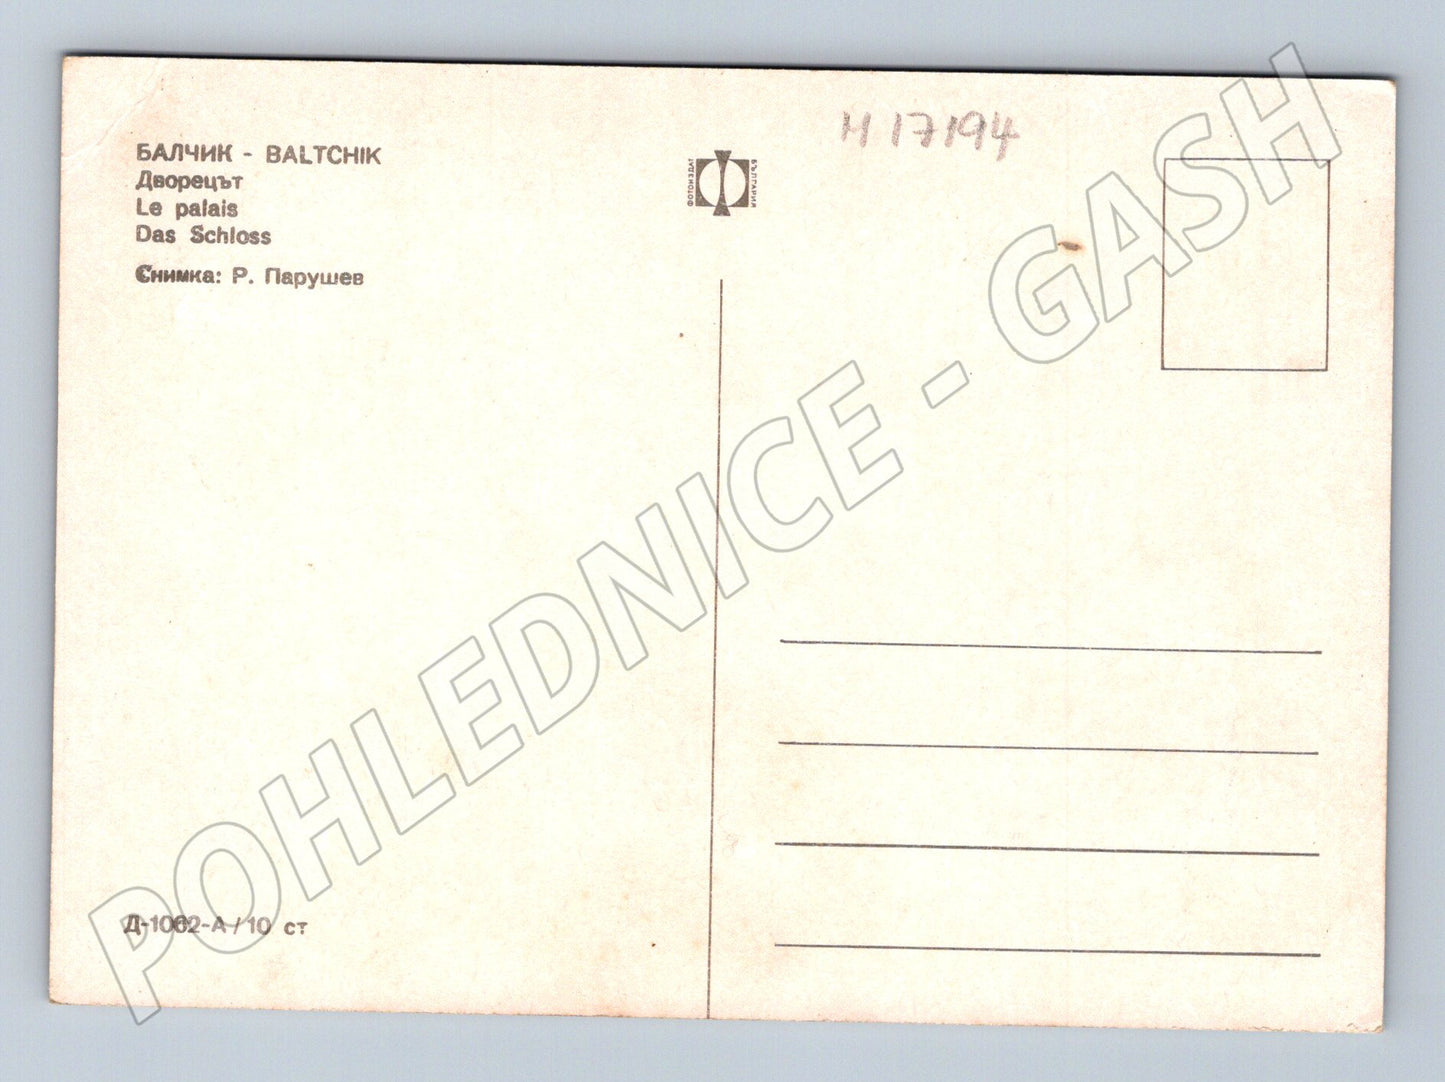 БАЛЧИК - BALTCHIK
Дворецът
Le palais
Das Schloss
Снимка: Р. Парушев
Д-1062-А / 10 ст
ФОТОИЗДАТ
БЪЛГАРИЯ
H 17194
POHLEDNICE - GASH